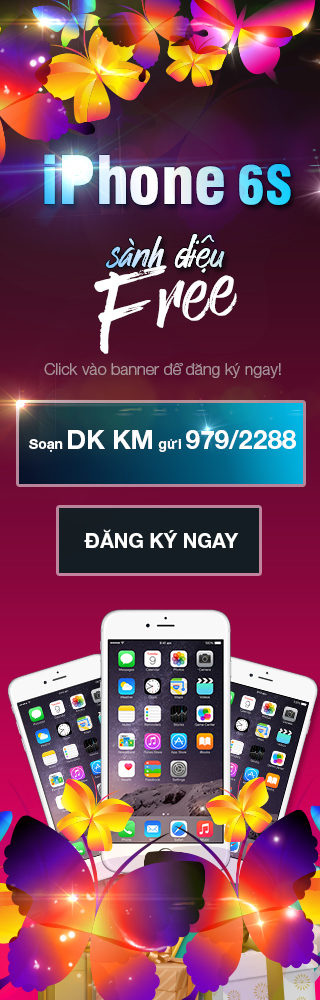 iPhone 6S
sành điệu
Free
Click vào banner để đăng ký ngay!
Soạn DK KM gửi 979/2288
ĐĂNG KÝ NGAY